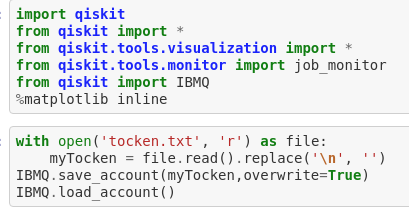 import qiskit
from qiskit import *
from qiskit.tools.visualization import *
from qiskit.tools.monitor import job_monitor
from qiskit import IBMQ
%matplotlib inline
with open('tocken.txt', 'r') as file:
    myTocken = file.read().replace('\n', '')
IBMQ.save_account(myTocken,overwrite=True)
IBMQ.load_account()